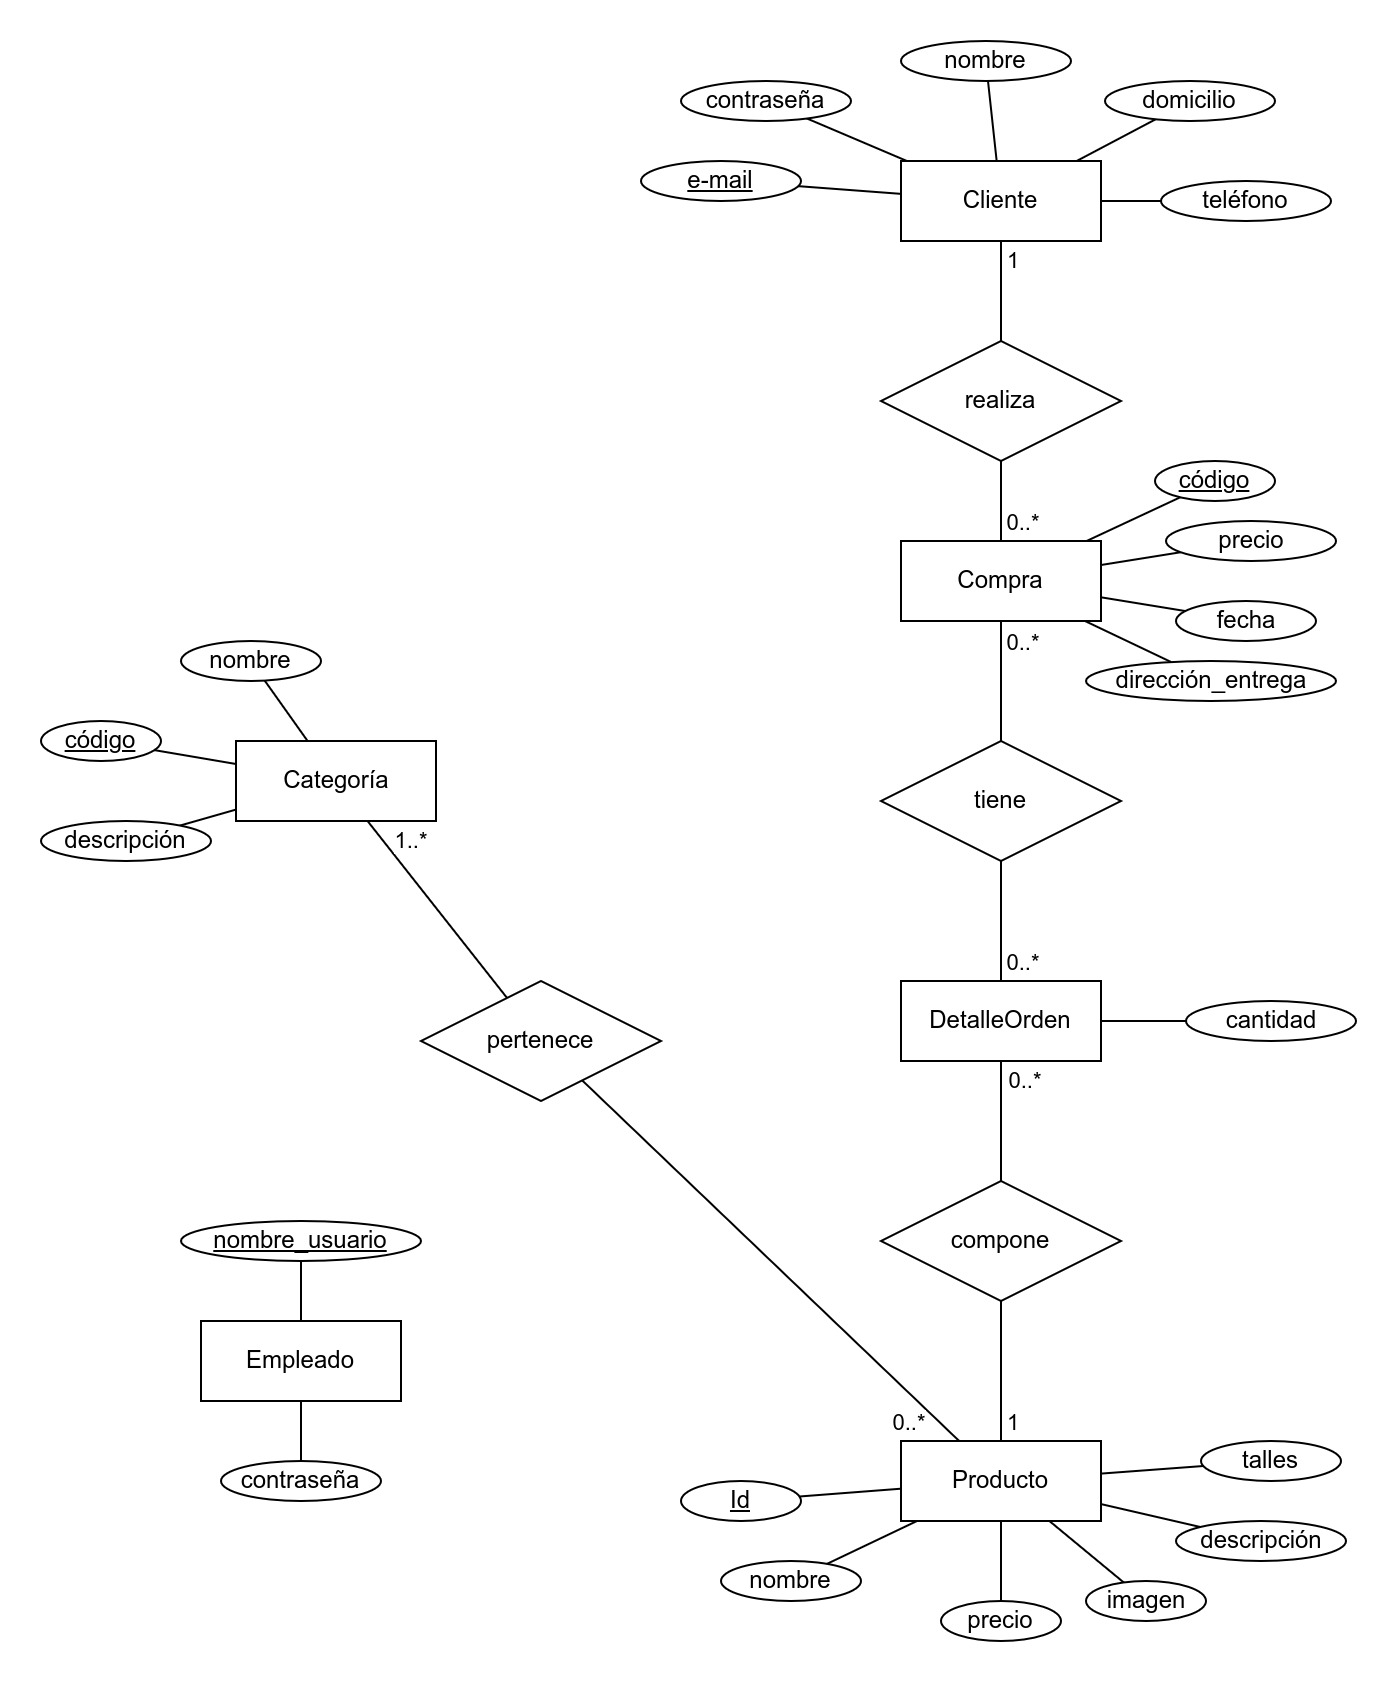 nombre
contraseña
domicilio
e-mail
Cliente
teléfono
1
realiza
código
0..*
precio
Compra
fecha
0..*
dirección_entrega
nombre
código
Categoría
descripción
1..*
tiene
0..*
DetalleOrden
cantidad
pertenece
0..*
nombre_usuario
compone
Empleado
contraseña
0..*
1
talles
Producto
Id
descripción
nombre
imagen
precio